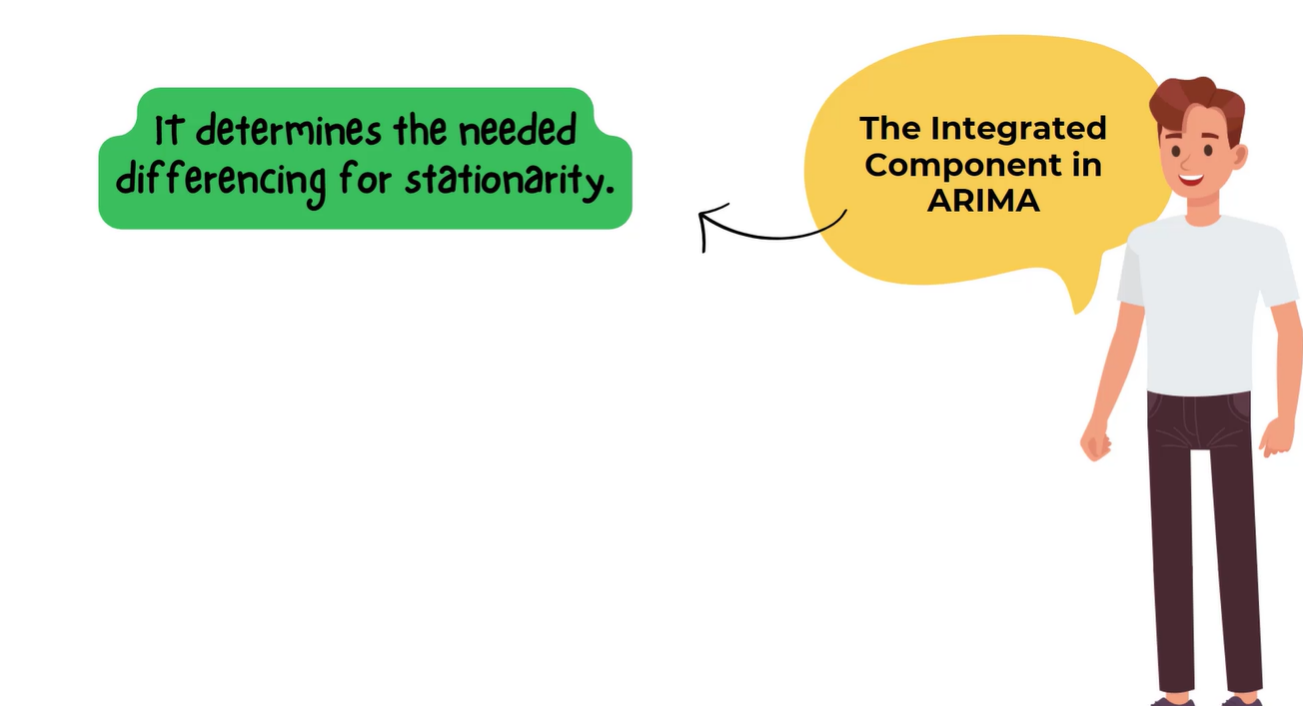 It determines the needed
differencing for stationarity.
The Integrated
Component in
ARIMA